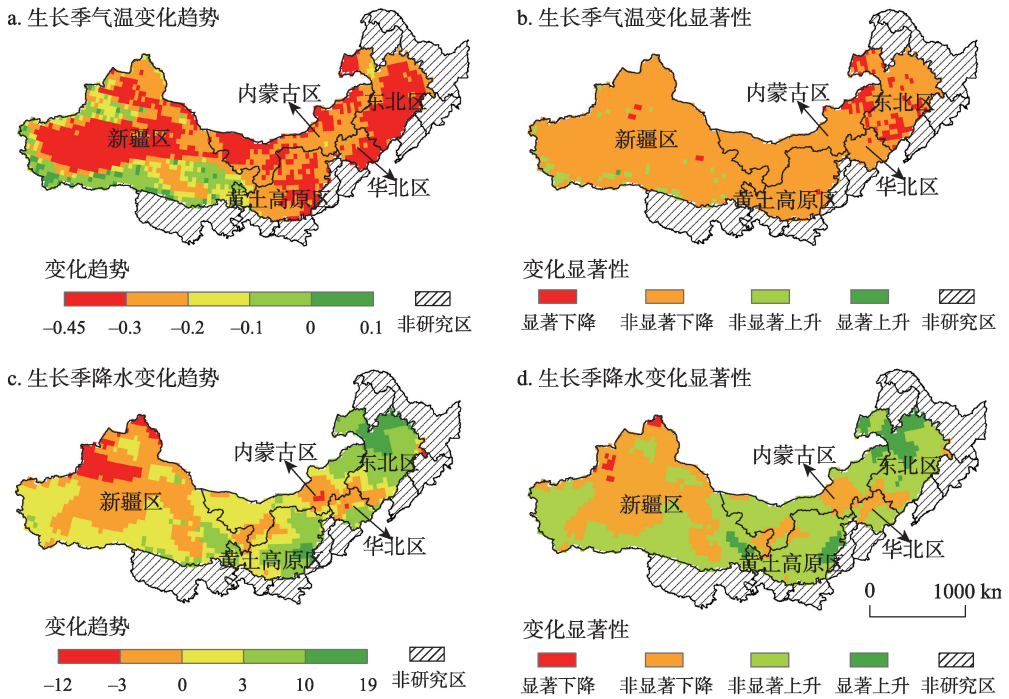 a. 生长季气温变化趋势
内蒙古区
东北区
新疆区
华北区
黄土高原区
变化趋势
−0.45 −0.3 −0.2 −0.1 0 0.1 非研究区
b. 生长季气温变化显著性
内蒙古区
东北区
新疆区
华北区
黄土高原区
变化显著性
显著下降 非显著下降 非显著上升 显著上升 非研究区
c. 生长季降水变化趋势
内蒙古区
东北区
新疆区
华北区
黄土高原区
变化趋势
−12 −3 0 3 10 19 非研究区
d. 生长季降水变化显著性
内蒙古区
东北区
新疆区
华北区
黄土高原区
0 1000 kn
变化显著性
显著下降 非显著下降 非显著上升 显著上升 非研究区